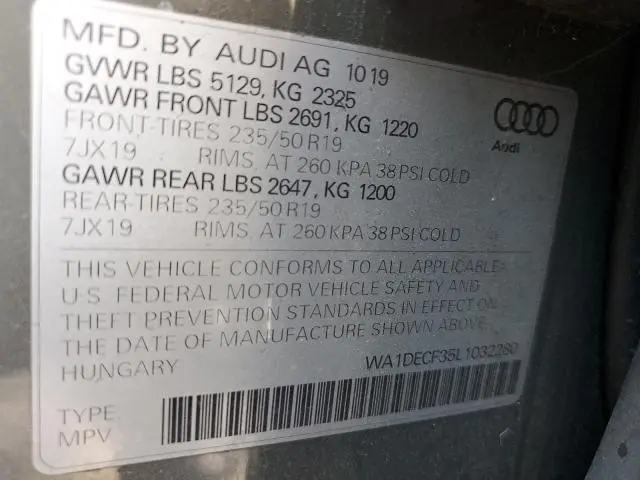 MFD. BY AUDI AG 10 19
GVWR LBS 5129, KG 2325
GAWR FRONT LBS 2691, KG 1220
FRONT-TIRES 235/50 R19
7JX19 RIMS, AT 260 KPA 38 PSI COLD
GAWR REAR LBS 2647, KG 1200
REAR-TIRES 235/50 R19
7JX19 RIMS, AT 260 KPA 38 PSI COLD
Audi
THIS VEHICLE CONFORMS TO ALL APPLICABLE
U.S. FEDERAL MOTOR VEHICLE SAFETY AND
THEFT PREVENTION STANDARDS IN EFFECT ON
THE DATE OF MANUFACTURE SHOWN ABOVE.
HUNGARY
WA1DECF35L1032280
TYPE
MPV